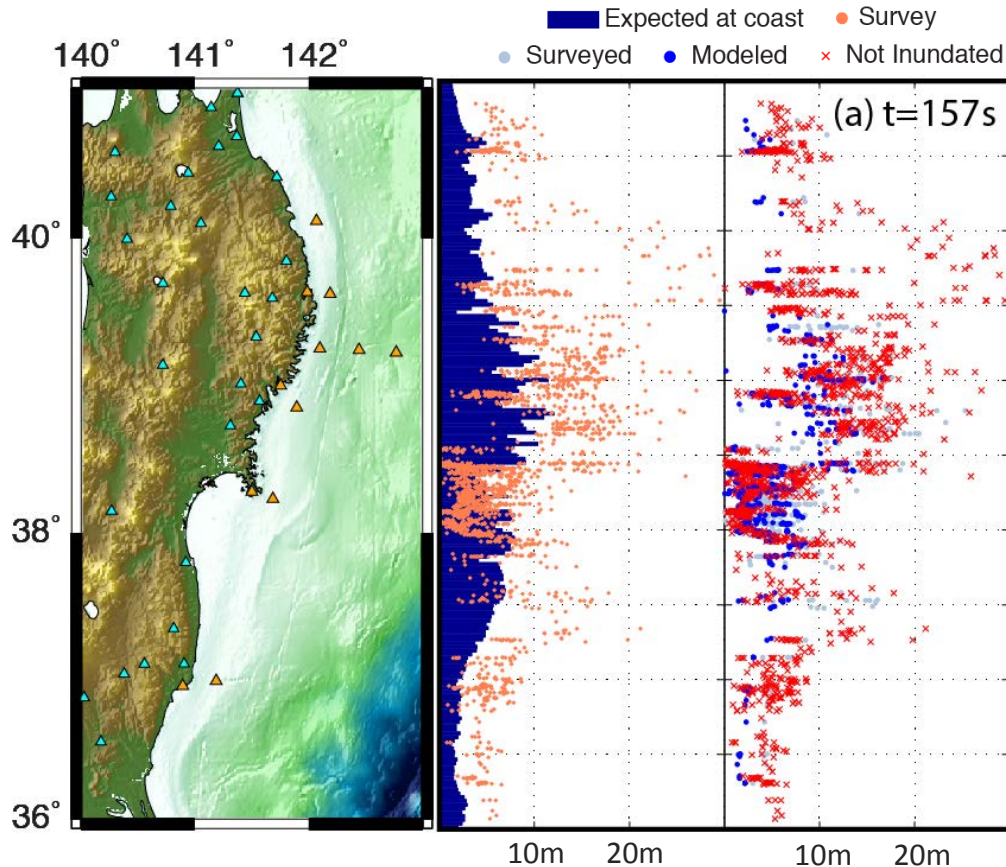 Expected at coast Survey
Surveyed Modeled Not Inundated
140° 141° 142°
(a) t=157s
40°
38°
36°
10m 20m 10m 20m